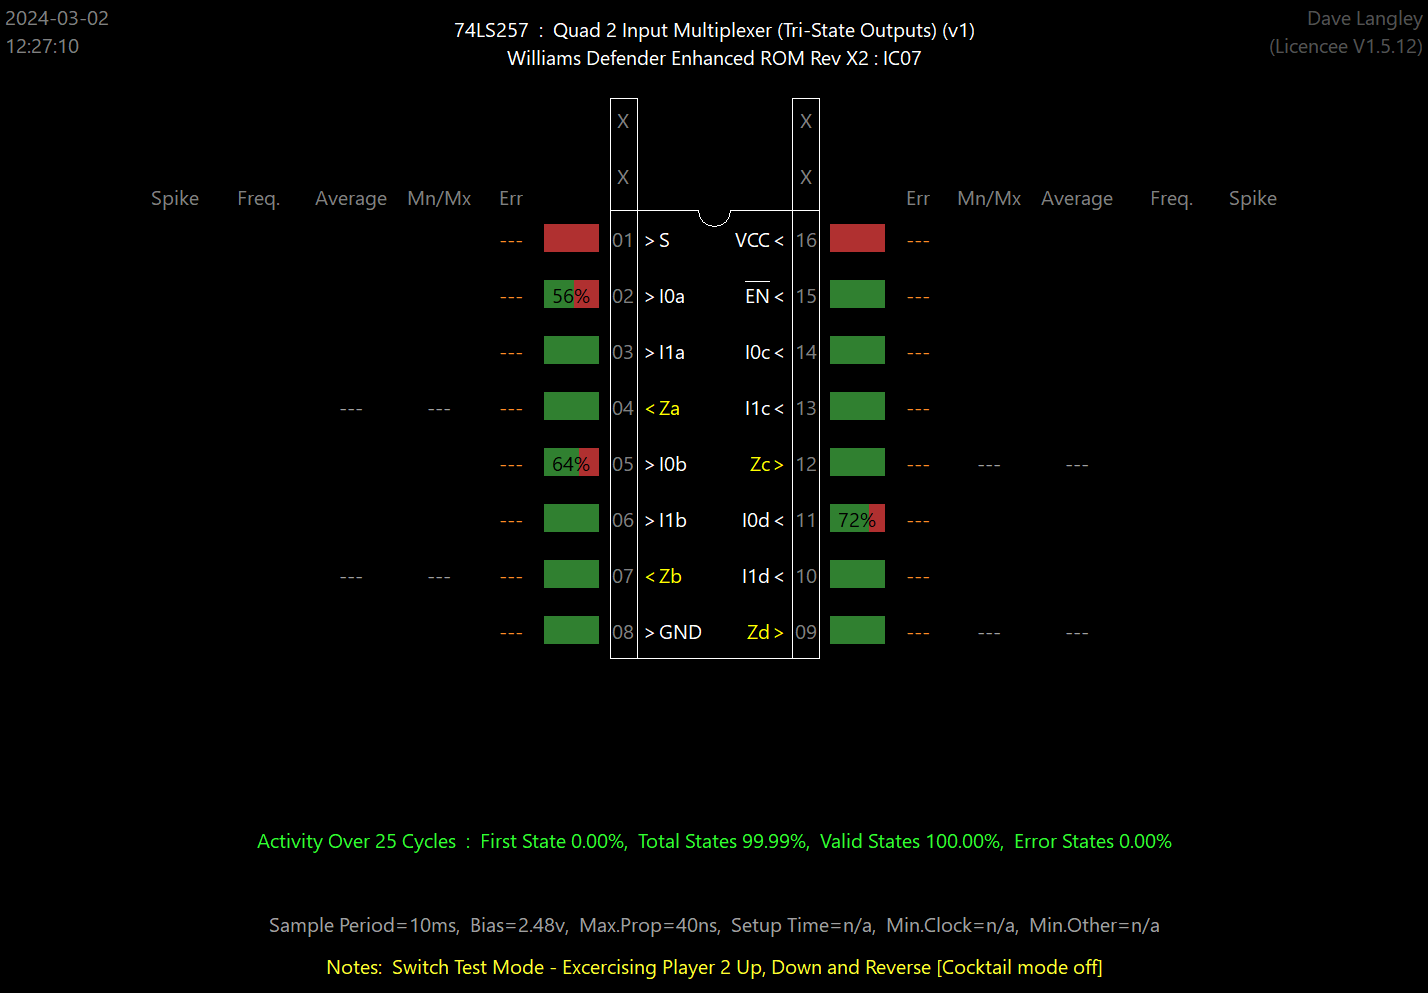 2024-03-02
12:27:10
74LS257 : Quad 2 Input Multiplexer (Tri-State Outputs) (v1)
Williams Defender Enhanced ROM Rev X2 : IC07
Dave Langley
(Licencee V1.5.12)
X X
X X
Spike Freq. Average Mn/Mx Err Err Mn/Mx Average Freq. Spike
--- 01 > S VCC < 16 ---
--- 56% 02 > I0a EN < 15 ---
--- 03 > I1a I0c < 14 ---
--- --- --- 04 < Za I1c < 13 ---
--- 64% 05 > I0b Zc > 12 --- --- ---
--- 06 > I1b I0d < 11 72% ---
--- --- --- 07 < Zb I1d < 10 ---
--- 08 > GND Zd > 09 --- --- ---
Activity Over 25 Cycles : First State 0.00%, Total States 99.99%, Valid States 100.00%, Error States 0.00%
Sample Period=10ms, Bias=2.48v, Max.Prop=40ns, Setup Time=n/a, Min.Clock=n/a, Min.Other=n/a
Notes: Switch Test Mode - Excercising Player 2 Up, Down and Reverse [Cocktail mode off]